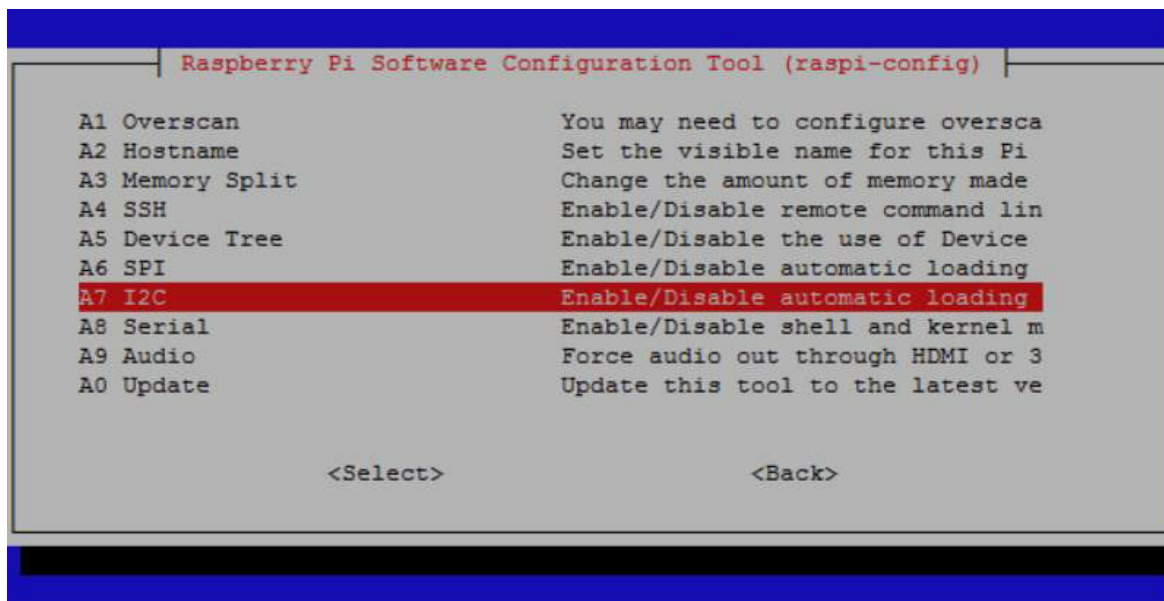 Raspberry Pi Software Configuration Tool (raspi-config)
A1 Overscan You may need to configure oversca
A2 Hostname Set the visible name for this Pi
A3 Memory Split Change the amount of memory made
A4 SSH Enable/Disable remote command lin
A5 Device Tree Enable/Disable the use of Device
A6 SPI Enable/Disable automatic loading
A7 I2C Enable/Disable automatic loading
A8 Serial Enable/Disable shell and kernel m
A9 Audio Force audio out through HDMI or 3
A0 Update Update this tool to the latest ve
<Select> <Back>